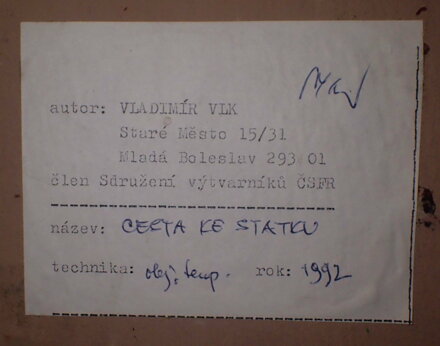 autor: VLADIMÍR VLK
Staré Město 15/31
Mladá Boleslav 293 01
člen Sdružení výtvarníků ČSFR
název: CESTA KE STATKU
technika: olej. temp. rok: 1992